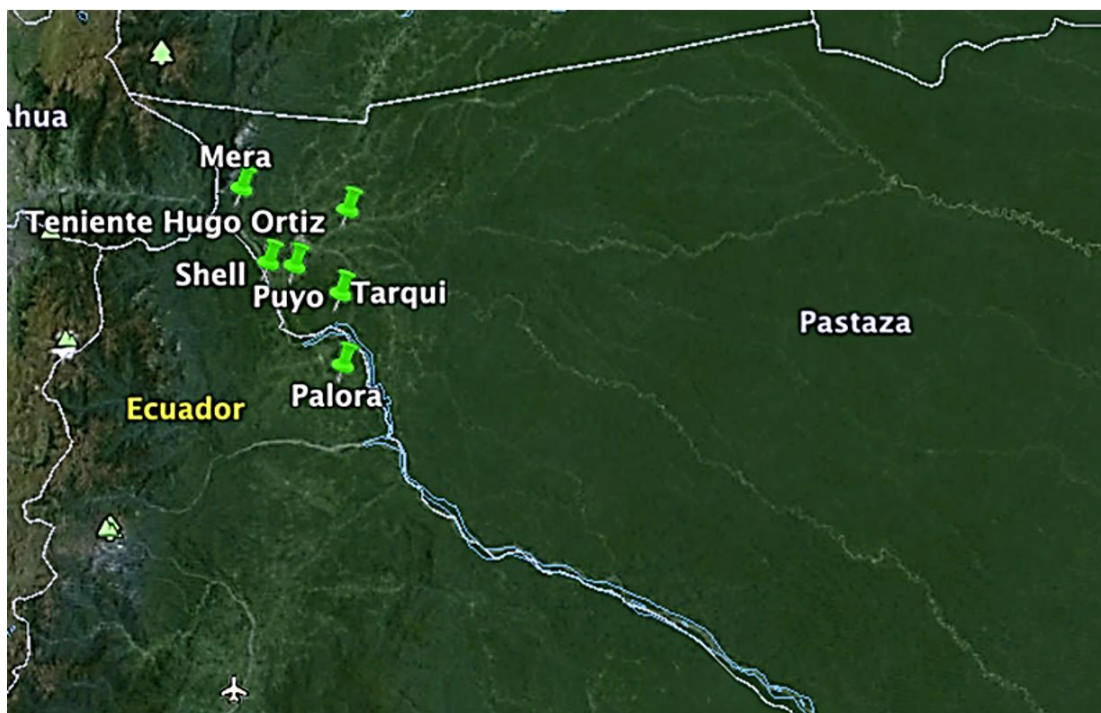 ahua
Mera
Teniente Hugo Ortiz
Shell
Puyo
Tarqui
Pastaza
Palora
Ecuador